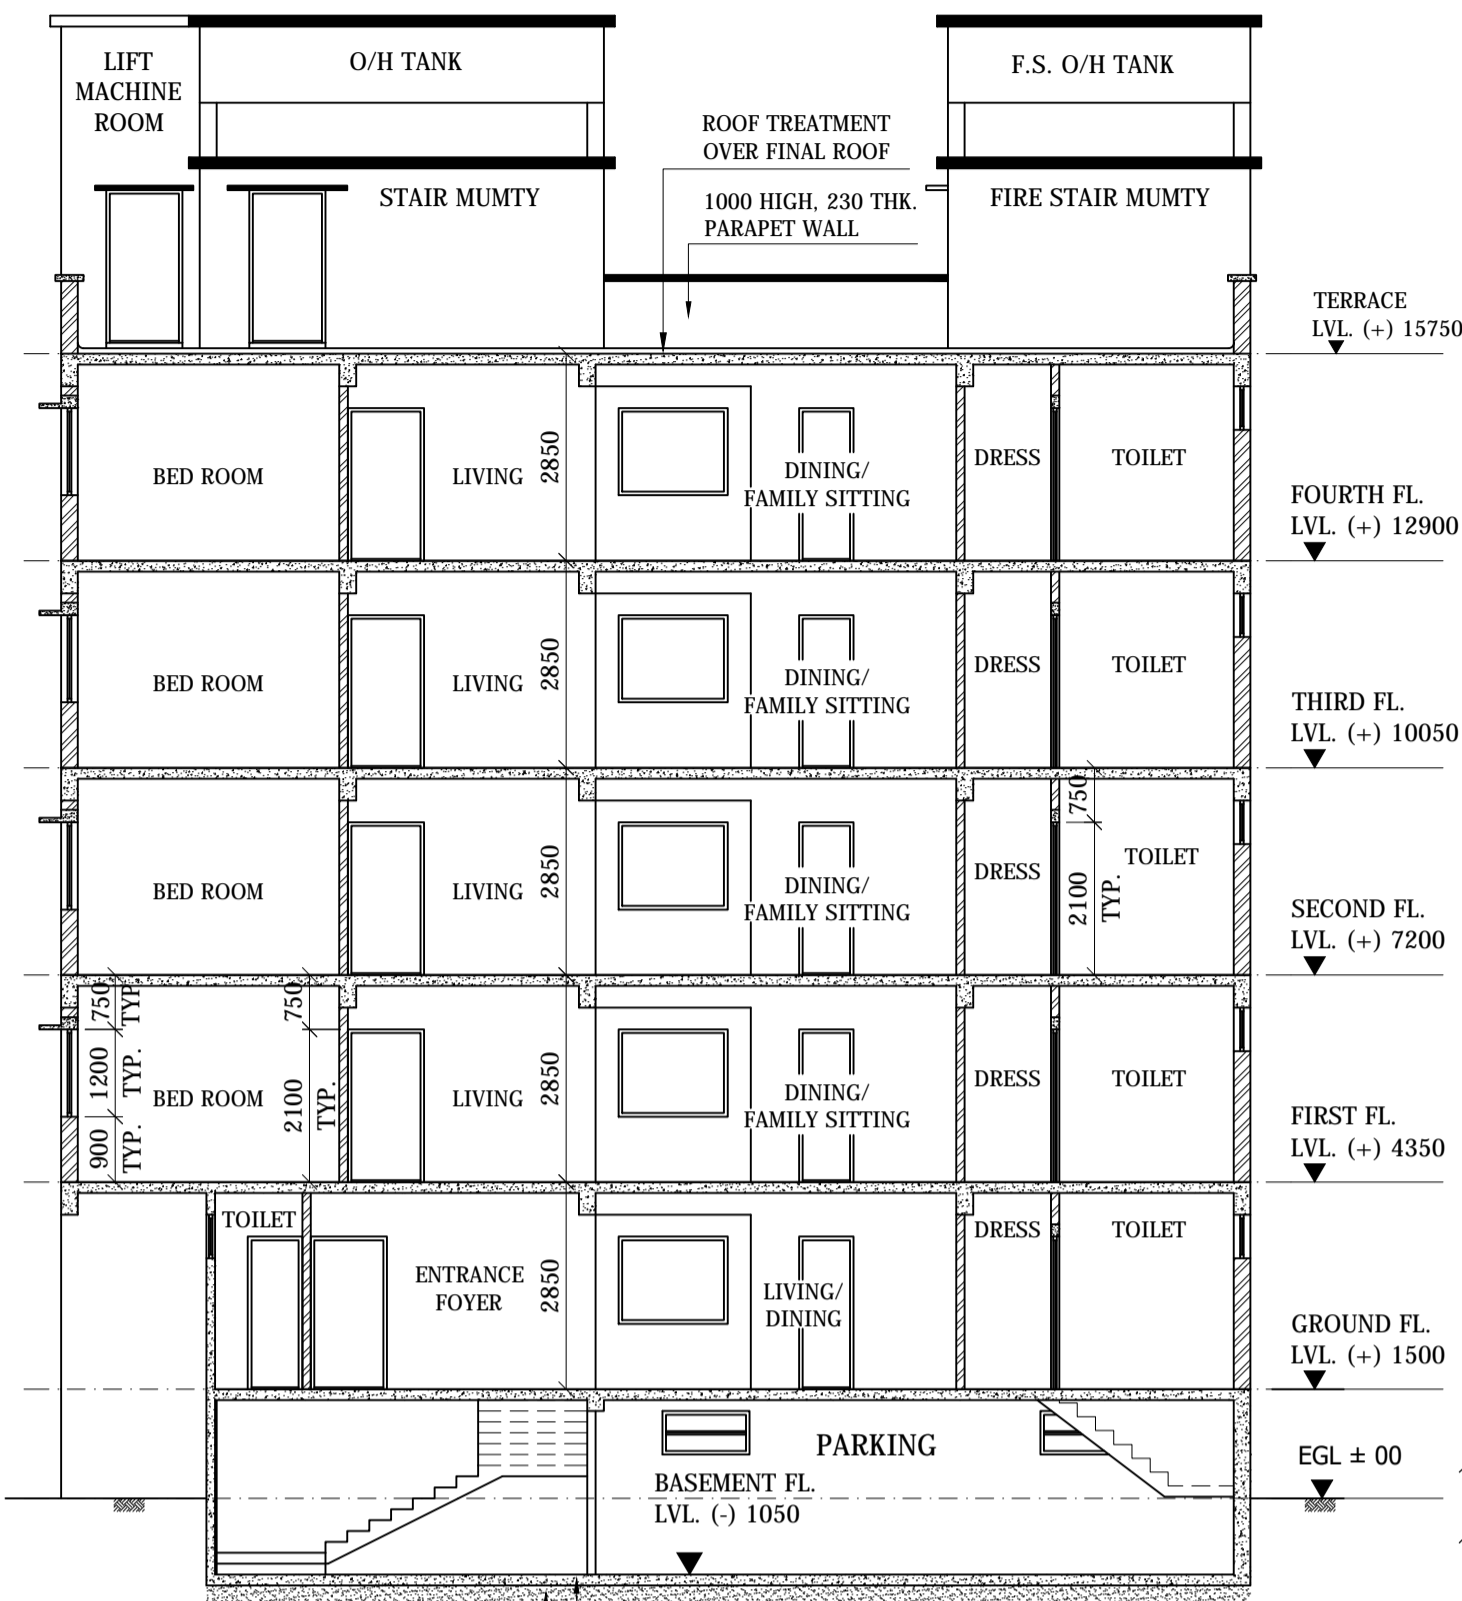 LIFT
MACHINE
ROOM
O/H TANK
F.S. O/H TANK
ROOF TREATMENT
OVER FINAL ROOF
STAIR MUMTY
1000 HIGH, 230 THK.
PARAPET WALL
FIRE STAIR MUMTY
TERRACE
LVL. (+) 15750
BED ROOM
LIVING
2850
DINING/
FAMILY SITTING
DRESS
TOILET
FOURTH FL.
LVL. (+) 12900
BED ROOM
LIVING
2850
DINING/
FAMILY SITTING
DRESS
TOILET
THIRD FL.
LVL. (+) 10050
BED ROOM
LIVING
2850
DINING/
FAMILY SITTING
DRESS
750
2100
TYP.
TOILET
SECOND FL.
LVL. (+) 7200
750
TYP.
1200
TYP.
900
TYP.
BED ROOM
750
2100
TYP.
LIVING
2850
DINING/
FAMILY SITTING
DRESS
TOILET
FIRST FL.
LVL. (+) 4350
TOILET
ENTRANCE
FOYER
2850
LIVING/
DINING
DRESS
TOILET
GROUND FL.
LVL. (+) 1500
PARKING
EGL ± 00
BASEMENT FL.
LVL. (-) 1050